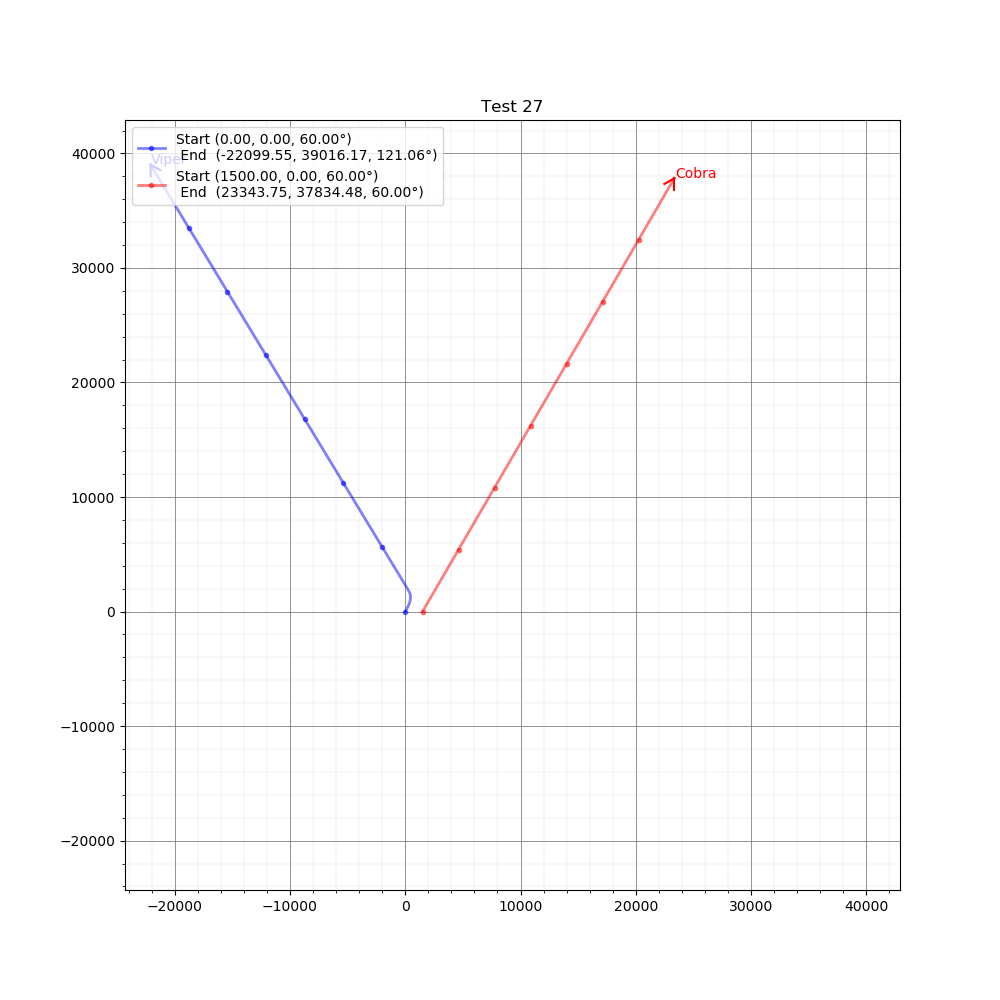 Test 27
Start (0.00, 0.00, 60.00°)
End (-22099.55, 39016.17, 121.06°)
Start (1500.00, 0.00, 60.00°)
End (23343.75, 37834.48, 60.00°)
Viper
Cobra
40000
30000
20000
10000
0
−10000
−20000
−20000 −10000 0 10000 20000 30000 40000